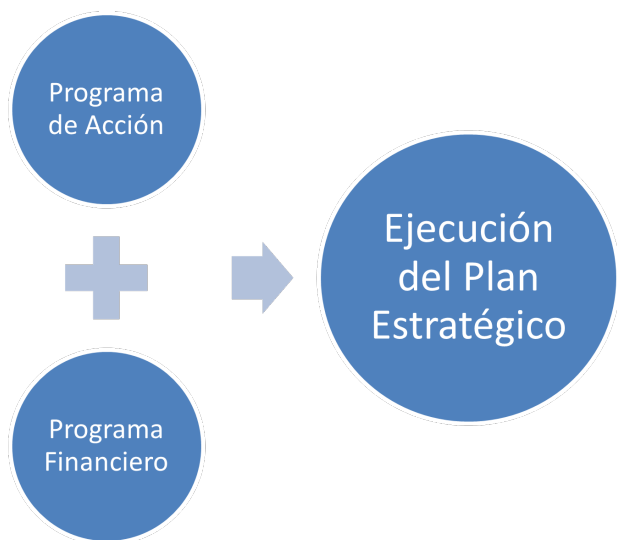 Programa
de Acción
Programa
Financiero
Ejecución
del Plan
Estratégico